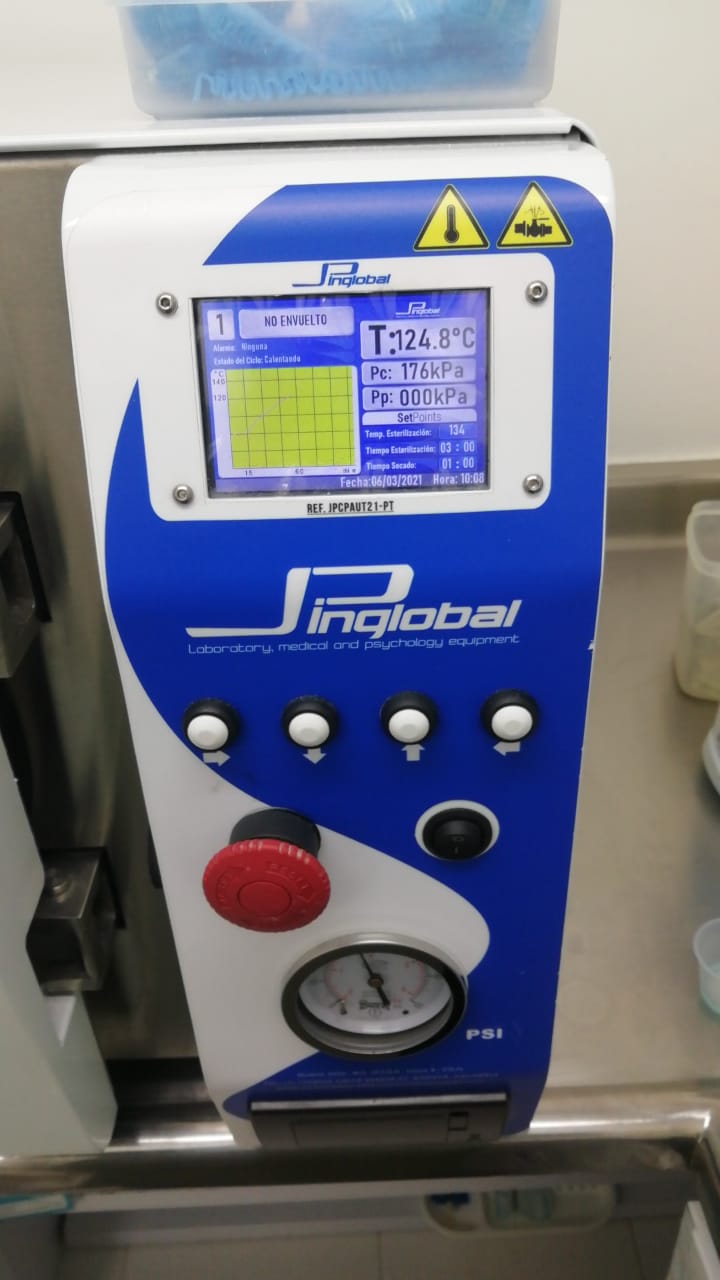 JPinglobal
1
NO ENVUELTO
JPinglobal
Alarma: Ninguna
Estado del Ciclo: Calentando
T:124.8°C
Pc: 176kPa
Pp: 000kPa
SetPoints
Temp. Esterilización: 134
Tiempo Esterilización: 03 : 00
Tiempo Secado: 01 : 00
°C
140
120
15
60
Fecha:06/03/2021 Hora: 10:08
REF. JPCPAUT21-PT
JPinglobal
Laboratory, medical and psychology equipment
PSI